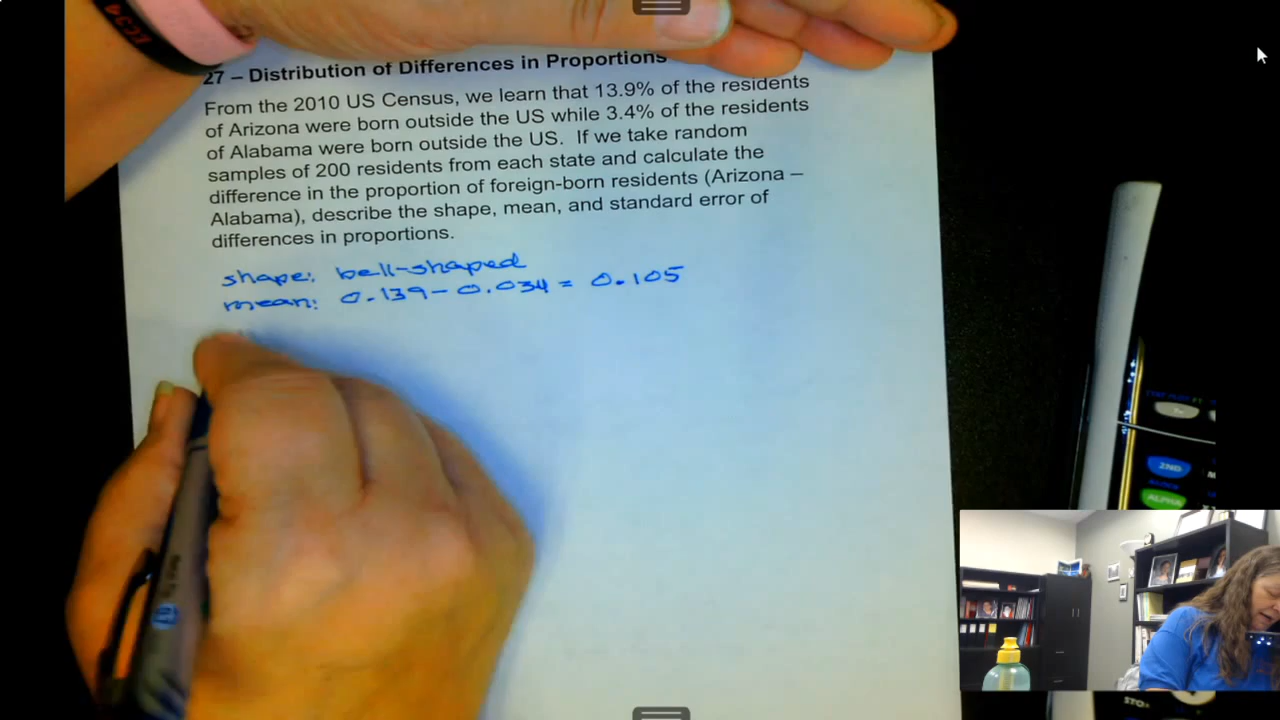 27 – Distribution of Differences in Proportions
From the 2010 US Census, we learn that 13.9% of the residents
of Arizona were born outside the US while 3.4% of the residents
of Alabama were born outside the US. If we take random
samples of 200 residents from each state and calculate the
difference in the proportion of foreign-born residents (Arizona –
Alabama), describe the shape, mean, and standard error of
differences in proportions.
shape: bell-shaped
mean: 0.139 - 0.034 = 0.105
2ND
ALPHA
STO